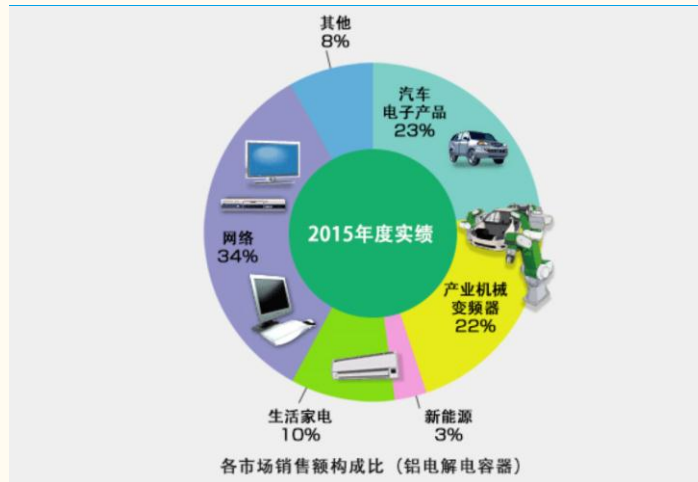 其他
8%
汽车
电子产品
23%
2015年度实绩
网络
34%
产业机械
变频器
22%
生活家电
10%
新能源
3%
各市场销售额构成比（铝电解电容器）